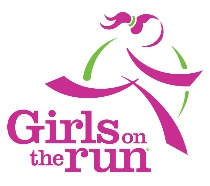 Girls on
the run